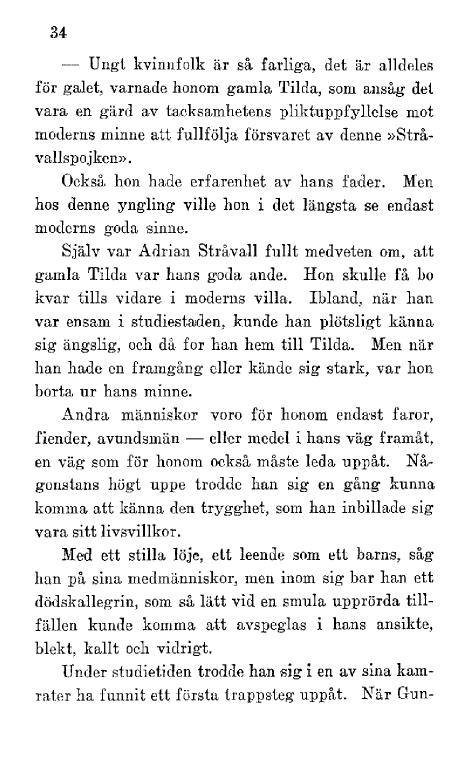 34
— Ungt kvinnfolk är så farliga, det är alldeles
för galet, varnade honom gamla Tilda, som ansåg det
vara en gärd av tacksamhetens pliktuppfyllelse mot
moderns minne att fullfölja försvaret av denne »Strå-
vallspojken».
Också hon hade erfarenhet av hans fader. Men
hos denne yngling ville hon i det längsta se endast
moderns goda sinne.
Själv var Adrian Stråvall fullt medveten om, att
gamla Tilda var hans goda ande. Hon skulle få bo
kvar tills vidare i moderns villa. Ibland, när han
var ensam i studiestaden, kunde han plötsligt känna
sig ängslig, och då for han hem till Tilda. Men när
han hade en framgång eller kände sig stark, var hon
borta ur hans minne.
Andra människor voro för honom endast faror,
fiender, avundsmän — eller medel i hans väg framåt,
en väg som för honom också måste leda uppåt. Nå-
gonstans högt uppe trodde han sig en gång kunna
komma att känna den trygghet, som han inbillade sig
vara sitt livsvillkor.
Med ett stilla löje, ett leende som ett barns, såg
han på sina medmänniskor, men inom sig bar han ett
dödskallegrin, som så lätt vid en smula upprörda till-
fällen kunde komma att avspeglas i hans ansikte,
blekt, kallt och vidrigt.
Under studietiden trodde han sig i en av sina kam-
rater ha funnit ett första trappsteg uppåt. När Gun-